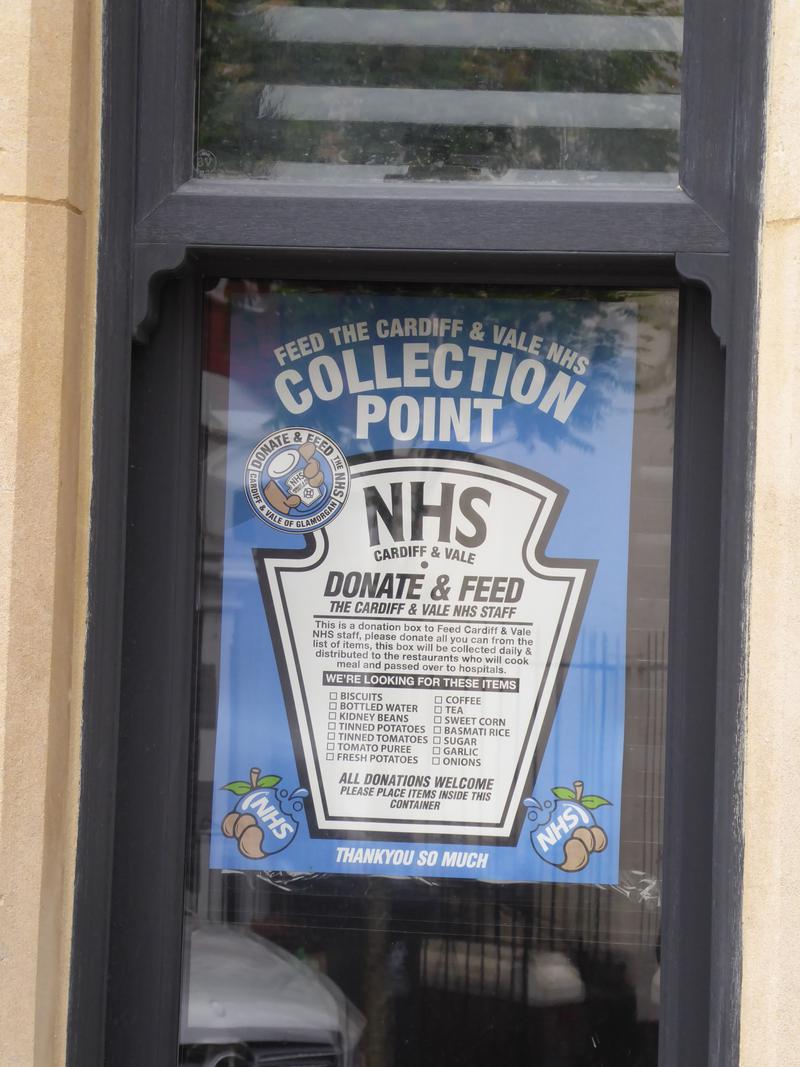 FEED THE CARDIFF & VALE NHS
COLLECTION
POINT
DONATE & FEED THE NHS
CARDIFF & VALE OF GLAMORGAN
NHS
NHS
CARDIFF & VALE
DONATE & FEED
THE CARDIFF & VALE NHS STAFF
This is a donation box to Feed Cardiff & Vale
NHS staff, please donate all you can from the
list of items, this box will be collected daily &
distributed to the restaurants who will cook
meal and passed over to hospitals.
WE'RE LOOKING FOR THESE ITEMS
BISCUITS
BOTTLED WATER
KIDNEY BEANS
TINNED POTATOES
TINNED TOMATOES
TOMATO PUREE
FRESH POTATOES
COFFEE
TEA
SWEET CORN
BASMATI RICE
SUGAR
GARLIC
ONIONS
ALL DONATIONS WELCOME
PLEASE PLACE ITEMS INSIDE THIS
CONTAINER
NHS
NHS
THANKYOU SO MUCH